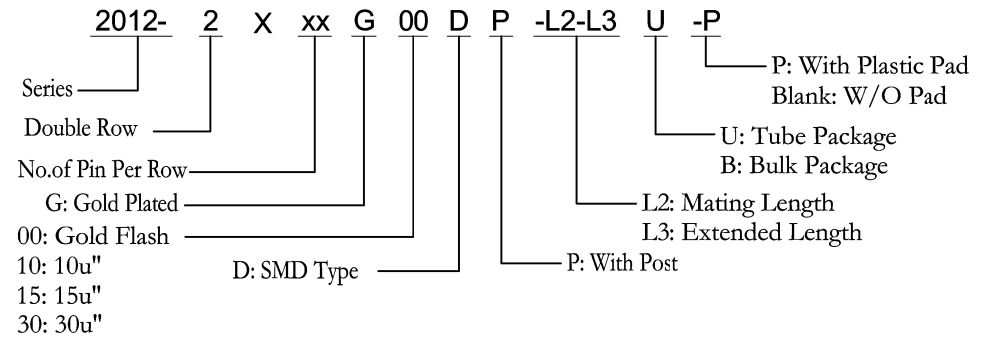 2012- 2 X xx G 00 D P -L2-L3 U -P
P: With Plastic Pad
Series
Blank: W/O Pad
Double Row
U: Tube Package
No.of Pin Per Row
B: Bulk Package
G: Gold Plated
L2: Mating Length
00: Gold Flash
L3: Extended Length
10: 10u"
D: SMD Type
P: With Post
15: 15u"
30: 30u"